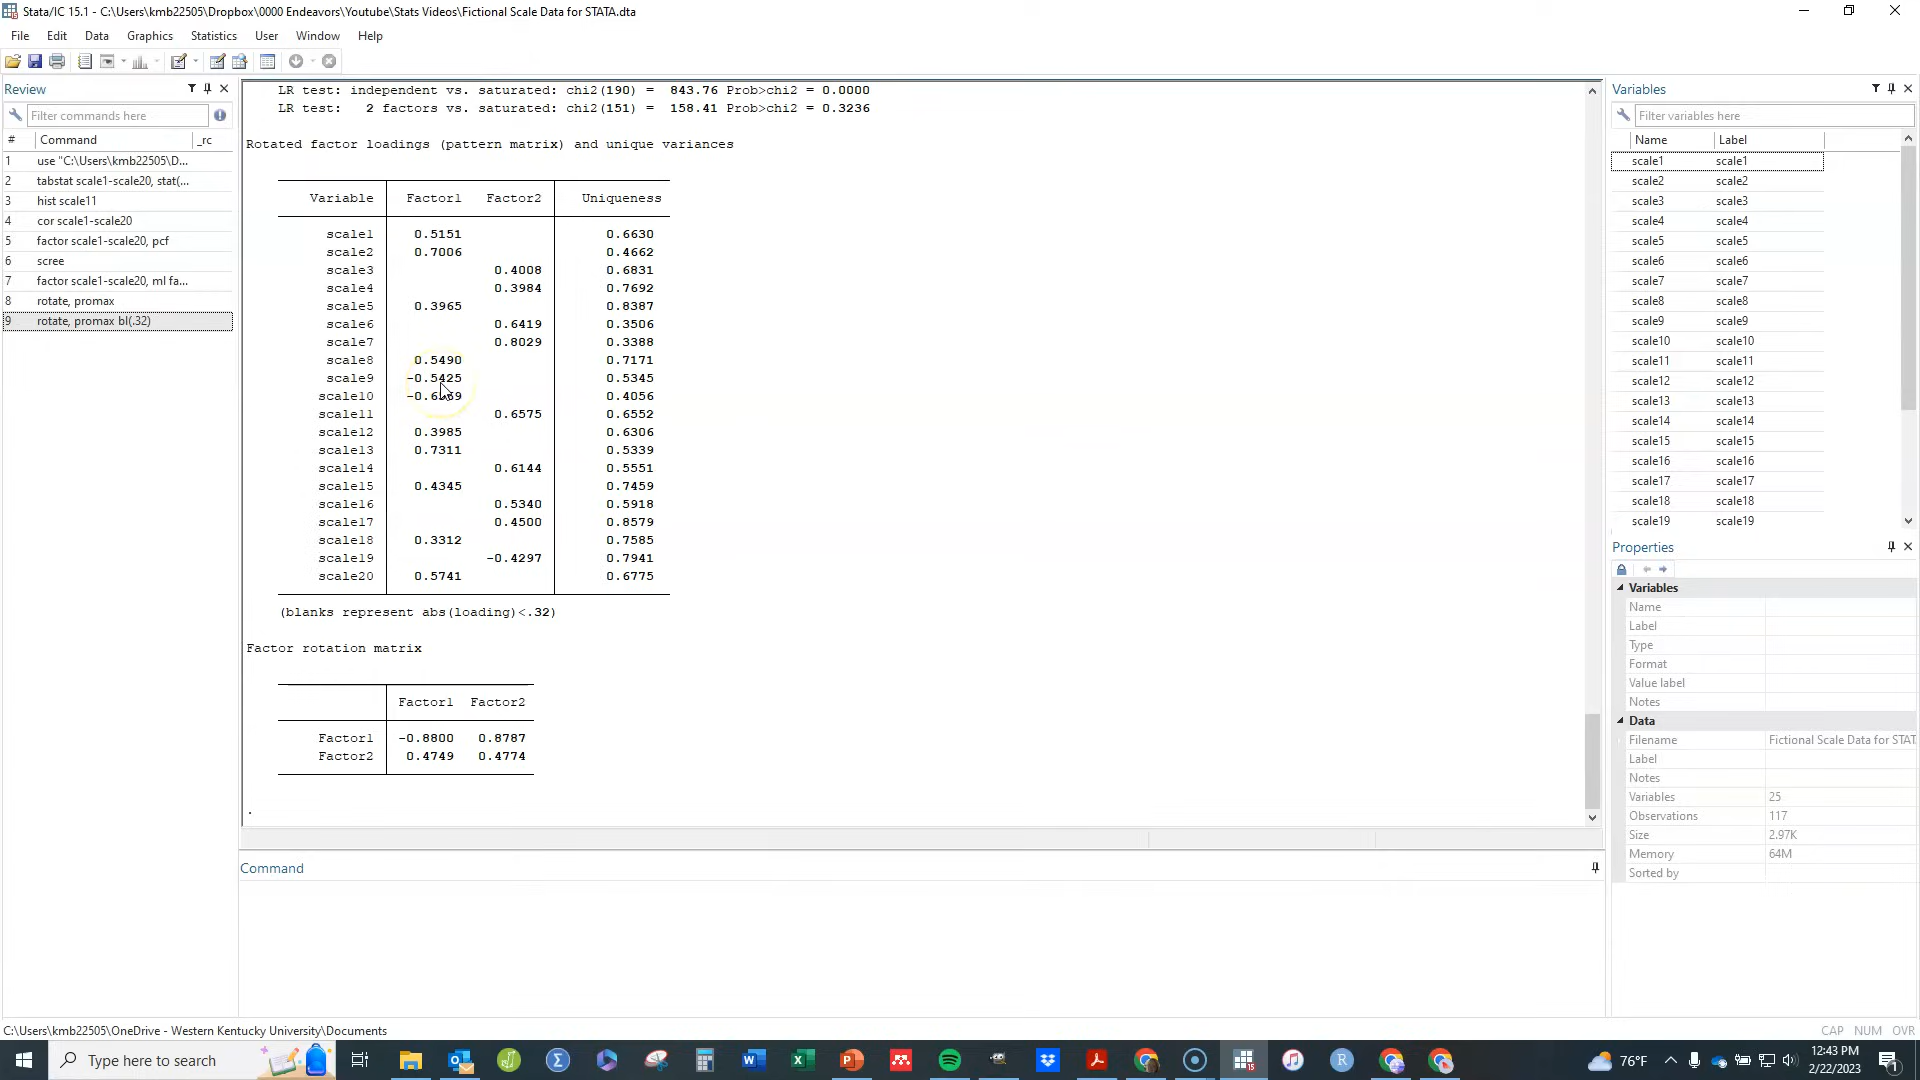 Stata/IC 15.1 - C:\Users\kmb22505\Dropbox\0000 Endeavors\Youtube\Stats Videos\Fictional Scale Data for STATA.dta
File Edit Data Graphics Statistics User Window Help
Review
Filter commands here
# Command _rc
1 use "C:\Users\kmb22505\D...
2 tabstat scale1-scale20, stat(...
3 hist scale11
4 cor scale1-scale20
5 factor scale1-scale20, pcf
6 scree
7 factor scale1-scale20, ml fa...
8 rotate, promax
9 rotate, promax bl(.32)
LR test: independent vs. saturated: chi2(190) = 843.76 Prob>chi2 = 0.0000
LR test: 2 factors vs. saturated: chi2(151) = 158.41 Prob>chi2 = 0.3236
Rotated factor loadings (pattern matrix) and unique variances
Variable Factor1 Factor2 Uniqueness
scale1 0.5151 0.6630
scale2 0.7006 0.4662
scale3 0.4008 0.6831
scale4 0.3984 0.7692
scale5 0.3965 0.8387
scale6 0.6419 0.3506
scale7 0.8029 0.3388
scale8 0.5490 0.7171
scale9 -0.5425 0.5345
scale10 0.4056
scale11 0.6575 0.6552
scale12 0.3985 0.6306
scale13 0.7311 0.5339
scale14 0.6144 0.5551
scale15 0.4345 0.7459
scale16 0.5340 0.5918
scale17 0.4500 0.8579
scale18 0.3312 0.7585
scale19 -0.4297 0.7941
scale20 0.5741 0.6775
(blanks represent abs(loading)<.32)
Factor rotation matrix
Factor1 Factor2
Factor1 -0.8800 0.8787
Factor2 0.4749 0.4774
.
Command
Variables
Filter variables here
Name Label
scale1 scale1
scale2 scale2
scale3 scale3
scale4 scale4
scale5 scale5
scale6 scale6
scale7 scale7
scale8 scale8
scale9 scale9
scale10 scale10
scale11 scale11
scale12 scale12
scale13 scale13
scale14 scale14
scale15 scale15
scale16 scale16
scale17 scale17
scale18 scale18
scale19 scale19
Properties
Variables
Name
Label
Type
Format
Value label
Notes
Data
Filename Fictional Scale Data for STAT
Label
Notes
Variables 25
Observations 117
Size 2.97K
Memory 64M
Sorted by
C:\Users\kmb22505\OneDrive - Western Kentucky University\Documents
CAP NUM OVR
Type here to search
76°F
12:43 PM
2/22/2023